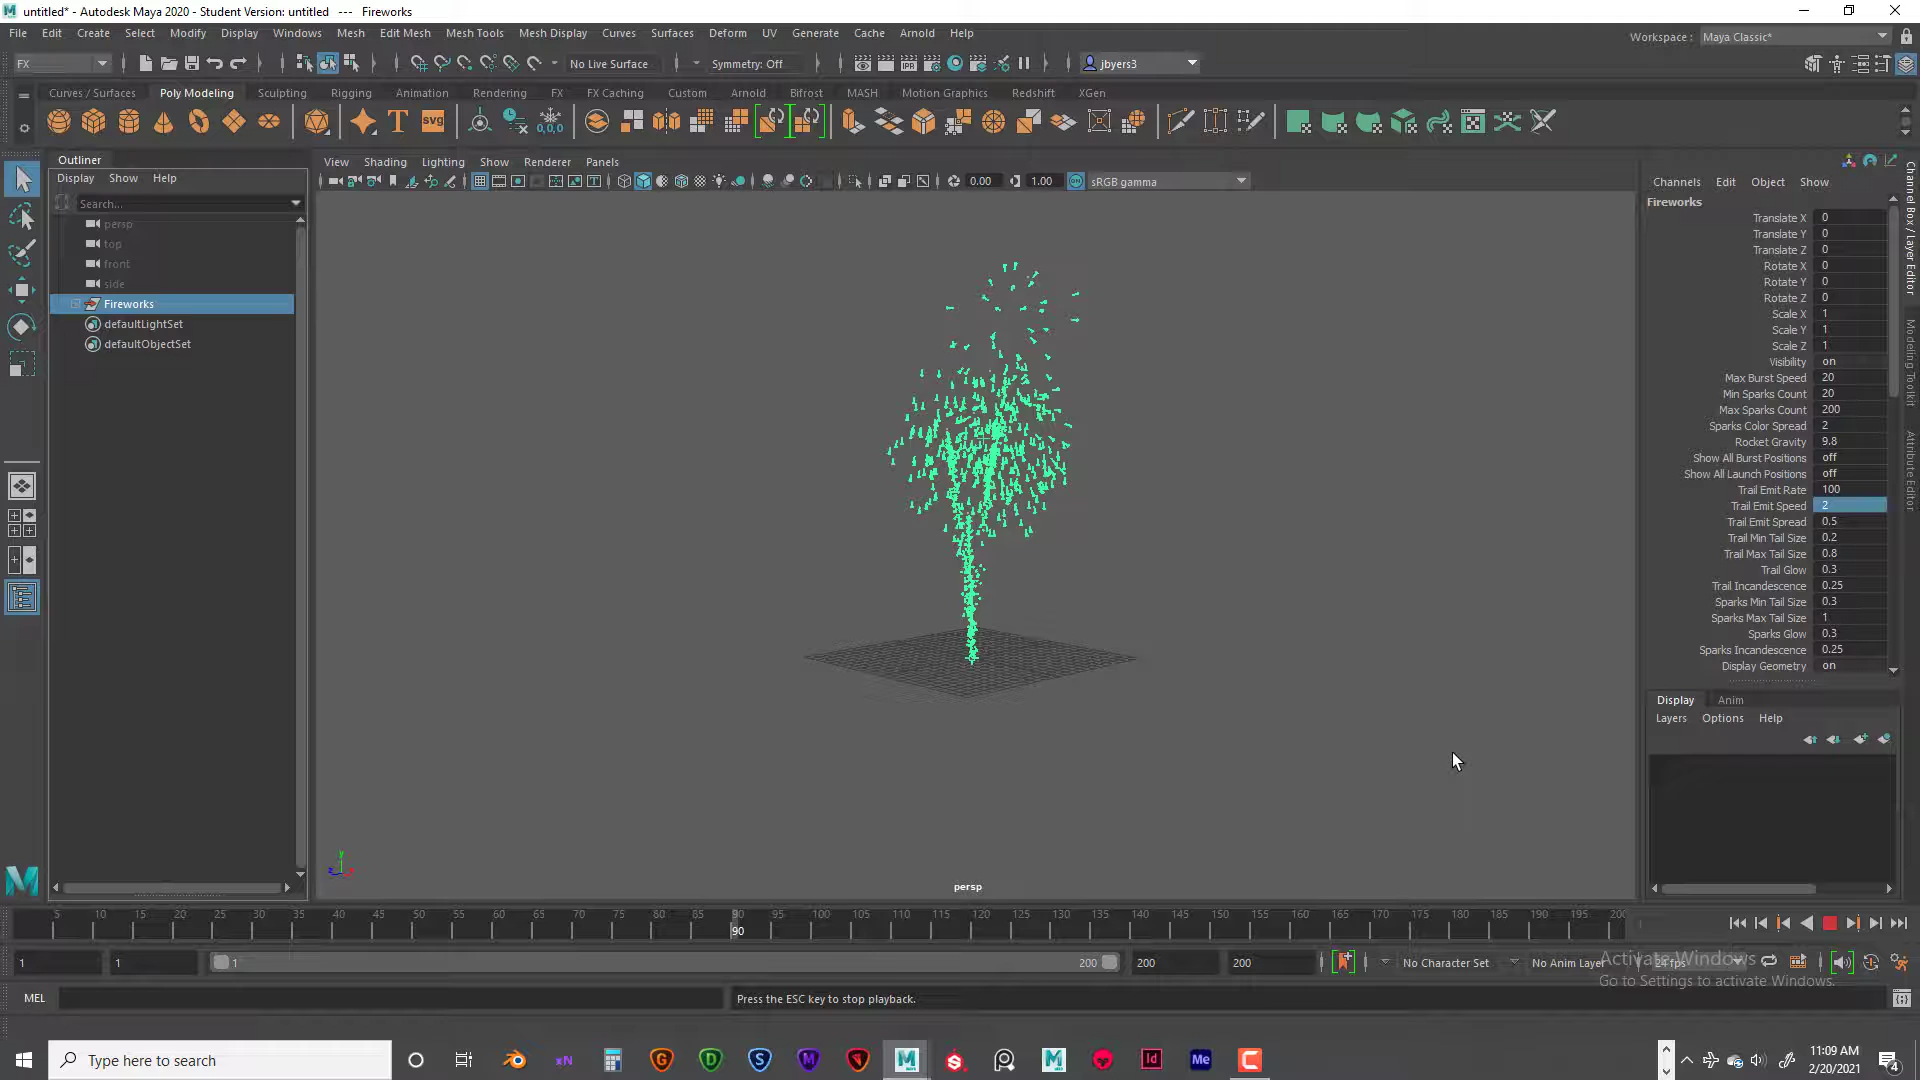 untitled* - Autodesk Maya 2020 - Student Version: untitled --- Fireworks
File Edit Create Select Modify Display Windows Mesh Edit Mesh Mesh Tools Mesh Display Curves Surfaces Deform UV Generate Cache Arnold Help
Workspace : Maya Classic*
FX No Live Surface Symmetry: Off jbyers3
Curves / Surfaces Poly Modeling Sculpting Rigging Animation Rendering FX FX Caching Custom Arnold Bifrost MASH Motion Graphics Redshift XGen
T svg 0,0,0
Outliner
Display Show Help
Search...
persp
top
front
side
Fireworks
defaultLightSet
defaultObjectSet
View Shading Lighting Show Renderer Panels
0.00 1.00 sRGB gamma
persp
Channels Edit Object Show
Fireworks
Translate X 0
Translate Y 0
Translate Z 0
Rotate X 0
Rotate Y 0
Rotate Z 0
Scale X 1
Scale Y 1
Scale Z 1
Visibility on
Max Burst Speed 20
Min Sparks Count 20
Max Sparks Count 200
Sparks Color Spread 2
Rocket Gravity 9.8
Show All Burst Positions off
Show All Launch Positions off
Trail Emit Rate 100
Trail Emit Speed 2
Trail Emit Spread 0.5
Trail Min Tail Size 0.2
Trail Max Tail Size 0.8
Trail Glow 0.3
Trail Incandescence 0.25
Sparks Min Tail Size 0.3
Sparks Max Tail Size 1
Sparks Glow 0.3
Sparks Incandescence 0.25
Display Geometry on
Display Anim
Layers Options Help
Channel Box / Layer Editor
Modeling Toolkit
Attribute Editor
5 10 15 20 25 30 35 40 45 50 55 60 65 70 75 80 85 90 95 100 105 110 115 120 125 130 135 140 145 150 155 160 165 170 175 180 185 190 195 200
90
1 1 1 200 200 200 No Character Set No Anim Layer 24 fps
Activate Windows
Go to Settings to activate Windows.
MEL Press the ESC key to stop playback.
Type here to search
11:09 AM
2/20/2021